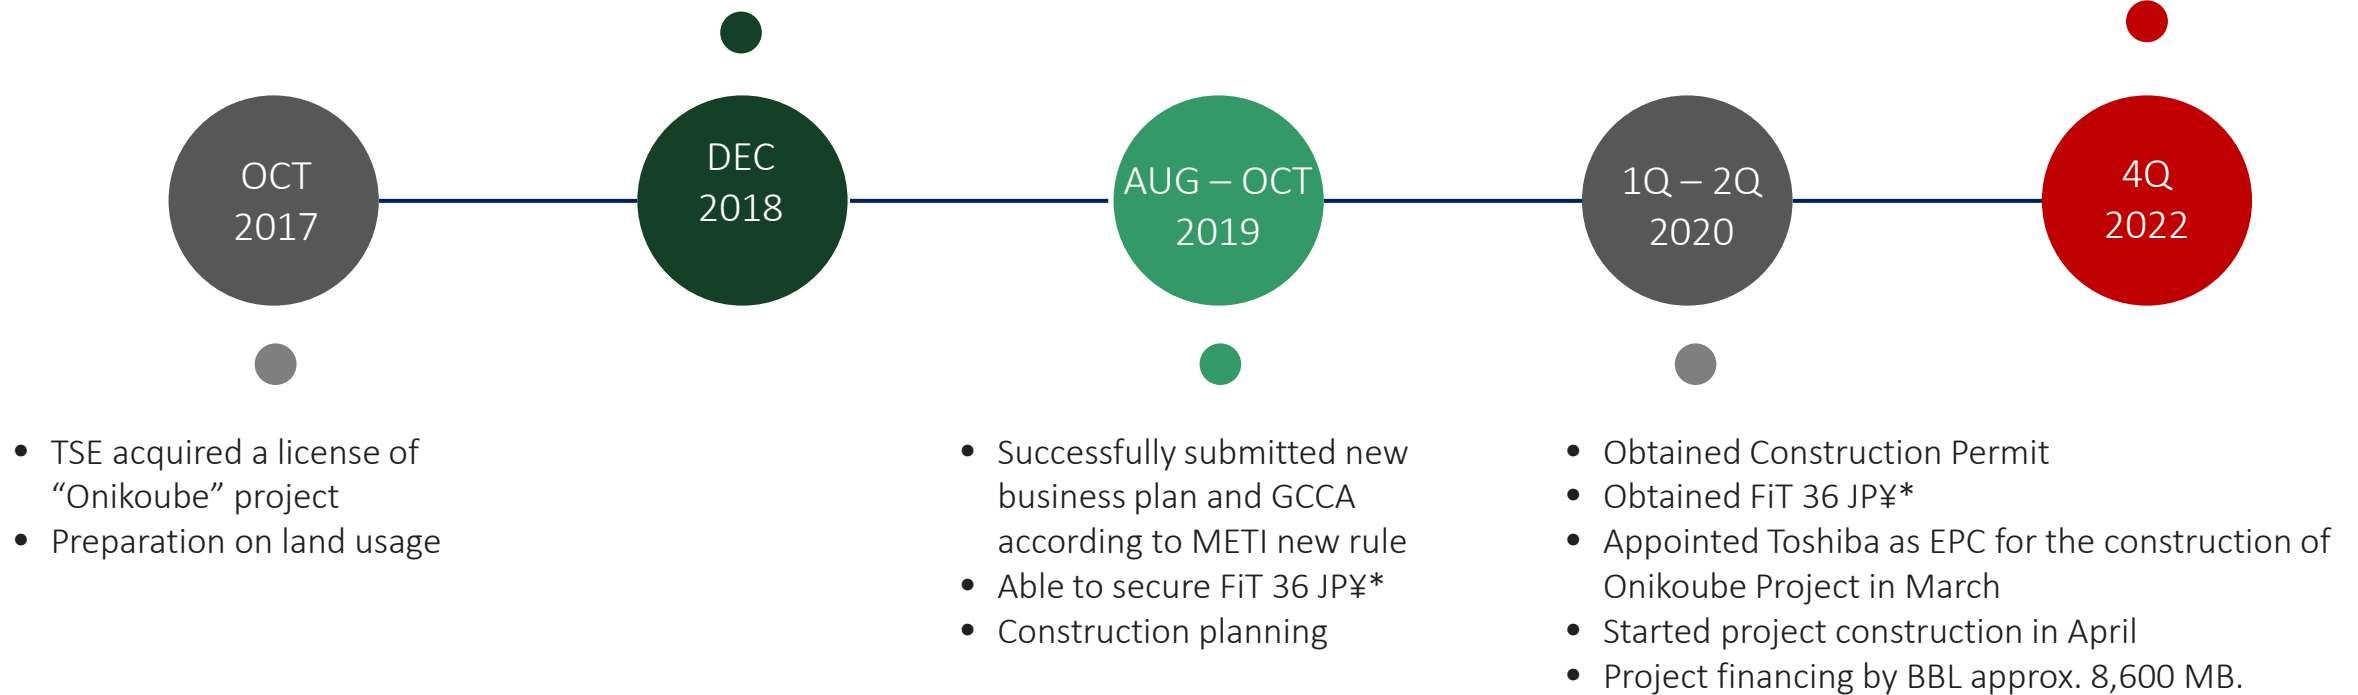 OCT
2017
DEC
2018
AUG – OCT
2019
1Q – 2Q
2020
4Q
2022
• TSE acquired a license of
“Onikoube” project
• Preparation on land usage
• Successfully submitted new
business plan and GCCA
according to METI new rule
• Able to secure FiT 36 JP¥*
• Construction planning
• Obtained Construction Permit
• Obtained FiT 36 JP¥*
• Appointed Toshiba as EPC for the construction of
Onikoube Project in March
• Started project construction in April
• Project financing by BBL approx. 8,600 MB.